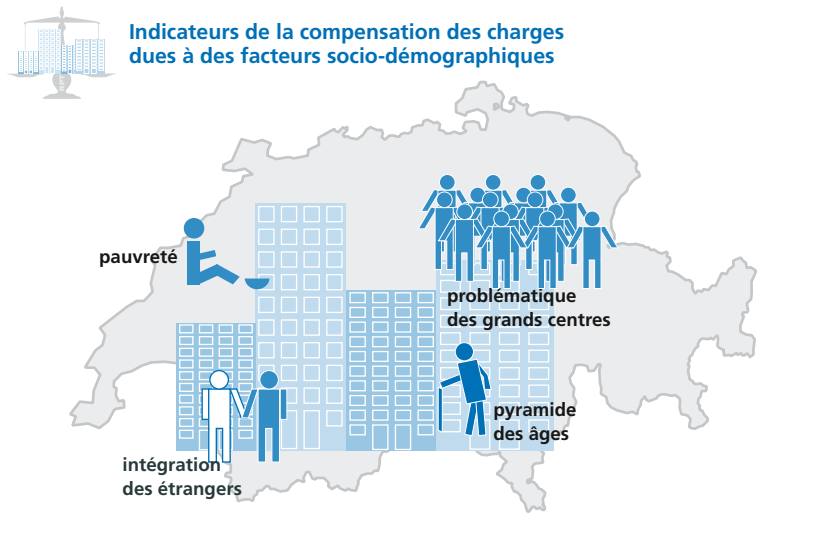 Indicateurs de la compensation des charges
dues à des facteurs socio-démographiques
pauvreté
problématique
des grands centres
pyramide
des âges
intégration
des étrangers